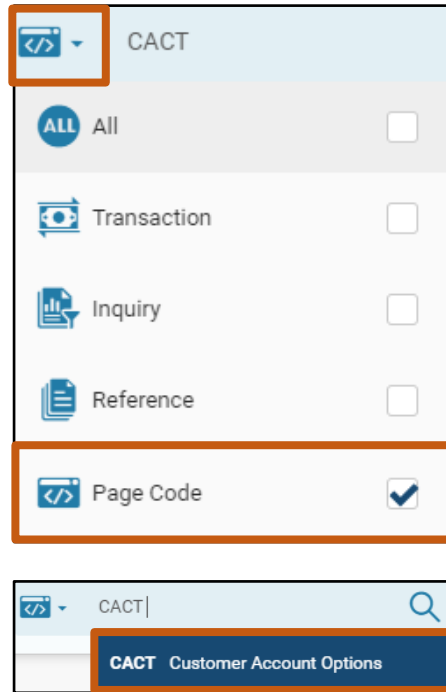 </> CACT
ALL All
Transaction
Inquiry
Reference
</> Page Code
</> CACT
CACT Customer Account Options